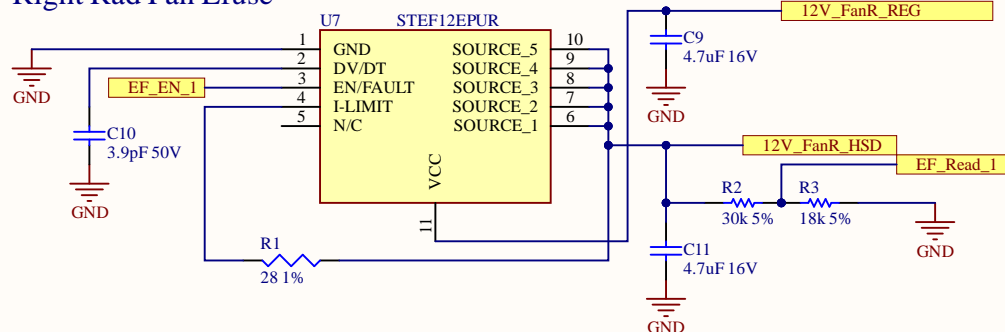 Right Rad Fan Efuse
U7
STEF12EPUR
12V_FanR_REG
1
GND
SOURCE_5
10
2
DV/DT
SOURCE_4
9
EF_EN_1
3
EN/FAULT
SOURCE_3
8
4
I-LIMIT
SOURCE_2
7
5
N/C
SOURCE_1
6
VCC
11
GND
C9
4.7uF 16V
GND
C10
3.9pF 50V
GND
12V_FanR_HSD
EF_Read_1
R2
30k 5%
R3
18k 5%
GND
R1
28 1%
C11
4.7uF 16V
GND